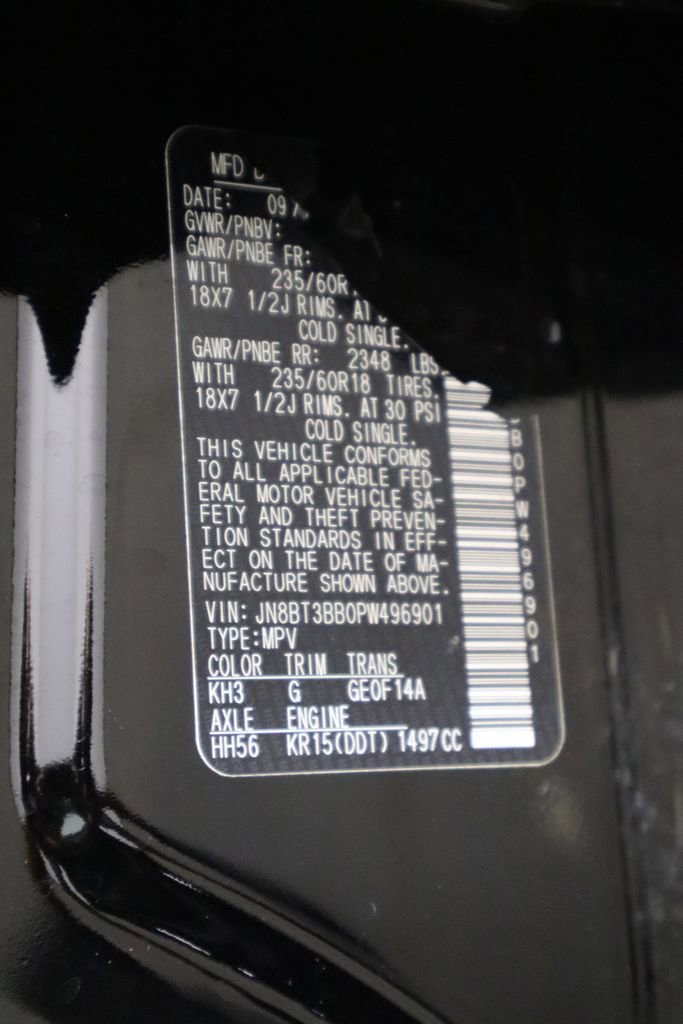 MFD
DATE: 09
GVWR/PNBV:
GAWR/PNBE FR:
WITH 235/60R
18X7 1/2J RIMS. AT
COLD SINGLE.
GAWR/PNBE RR: 2348 LBS.
WITH 235/60R18 TIRES.
18X7 1/2J RIMS. AT 30 PSI
COLD SINGLE.
THIS VEHICLE CONFORMS
TO ALL APPLICABLE FED-
ERAL MOTOR VEHICLE SA-
FETY AND THEFT PREVEN-
TION STANDARDS IN EFF-
ECT ON THE DATE OF MA-
NUFACTURE SHOWN ABOVE.
VIN: JN8BT3BB0PW496901
TYPE:MPV
COLOR TRIM TRANS
KH3 G GE0F14A
AXLE ENGINE
HH56 KR15(DDT) 1497CC
B0PW496901